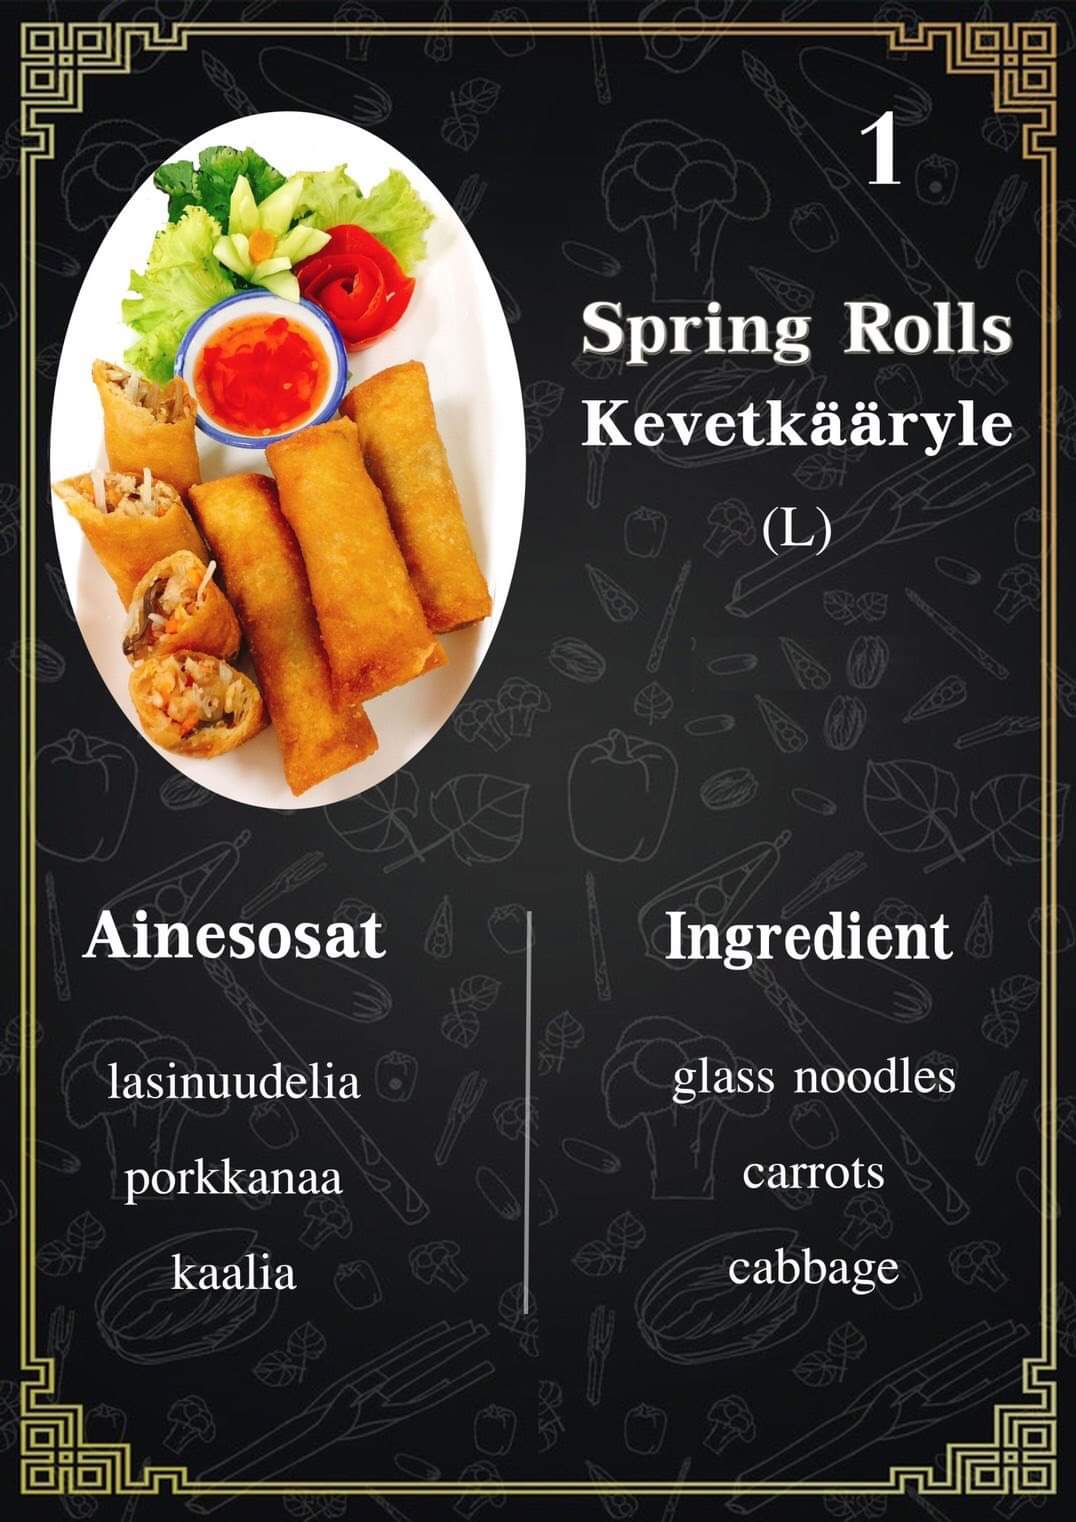 1
Spring Rolls
Kevetkääryle
(L)
Ainesosat
lasinuudelia
porkkanaa
kaalia
Ingredient
glass noodles
carrots
cabbage